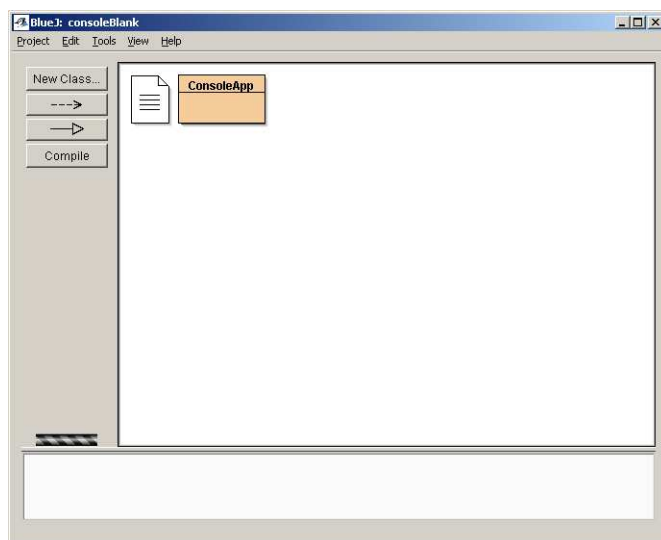 BlueJ: consoleBlank
Project Edit Tools View Help
New Class...
ConsoleApp
Compile